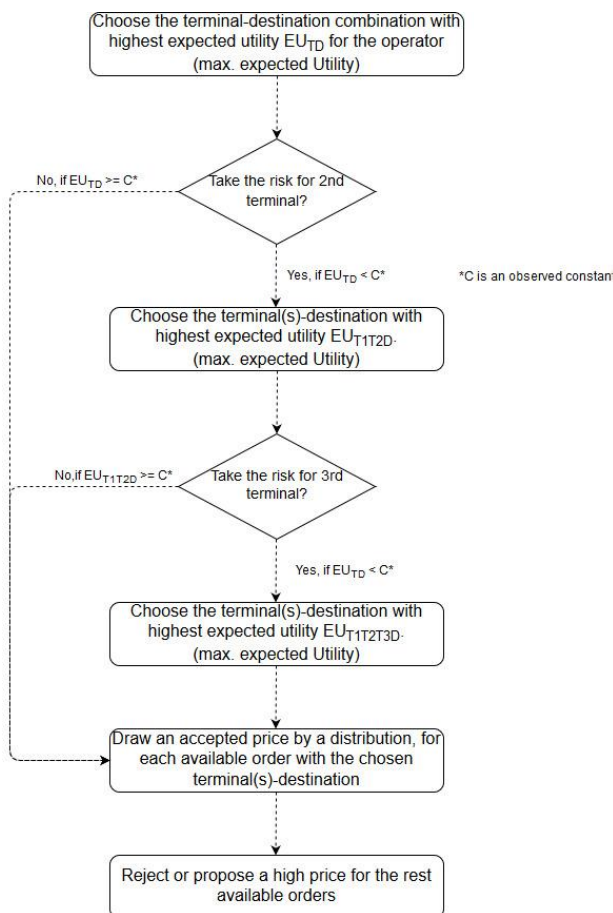 Choose the terminal-destination combination with
highest expected utility EU_TD for the operator
(max. expected Utility)
No, if EU_TD >= C*
Take the risk for 2nd
terminal?
Yes, if EU_TD < C*
*C is an observed constant
Choose the terminal(s)-destination with
highest expected utility EU_T1T2D.
(max. expected Utility)
No,if EU_T1T2D >= C*
Take the risk for 3rd
terminal?
Yes, if EU_TD < C*
Choose the terminal(s)-destination with
highest expected utility EU_T1T2T3D.
(max. expected Utility)
Draw an accepted price by a distribution, for
each available order with the chosen
terminal(s)-destination
Reject or propose a high price for the rest
available orders